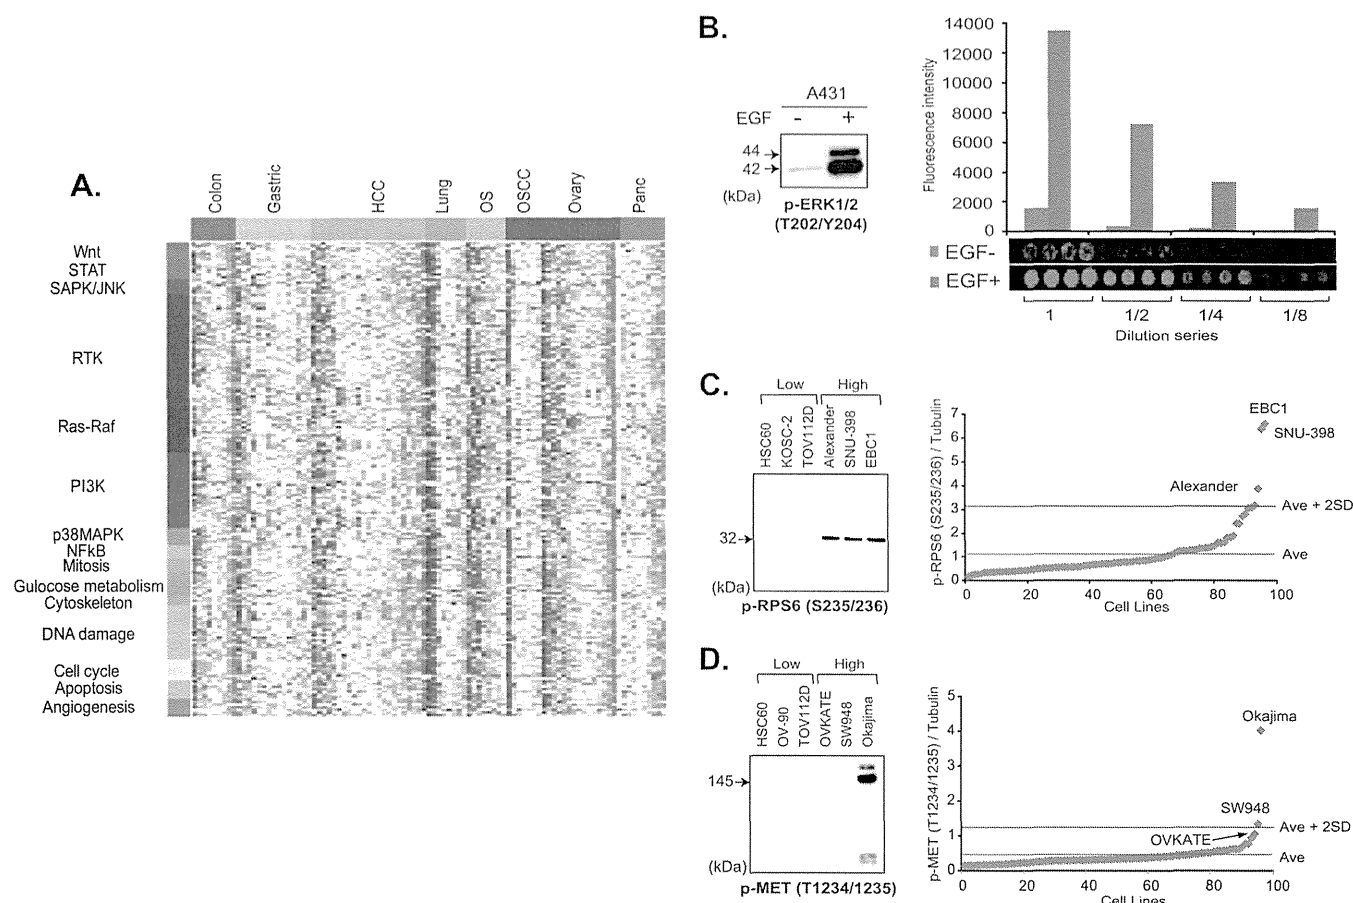 A.
Colon
Gastric
HCC
Lung
OS
OSCC
Ovary
Panc
Wnt
STAT
SAPK/JNK
RTK
Ras-Raf
PI3K
p38MAPK
NFkB
Mitosis
Gulocose metabolism
Cytoskeleton
DNA damage
Cell cycle
Apoptosis
Angiogenesis
B.
A431
EGF - +
44
42
(kDa)
p-ERK1/2
(T202/Y204)
Fluorescence intensity
14000
12000
10000
8000
6000
4000
2000
0
EGF-
EGF+
1 1/2 1/4 1/8
Dilution series
C.
Low High
HSC60
KOSC-2
TOV112D
Alexander
SNU-398
EBC1
32
(kDa)
p-RPS6 (S235/236)
p-RPS6 (S235/236) / Tubulin
7
6
5
4
3
2
1
0
EBC1
SNU-398
Alexander
Ave + 2SD
Ave
0 20 40 60 80 100
Cell Lines
D.
Low High
HSC60
OV-90
TOV112D
OVKATE
SW948
Okajima
145
(kDa)
p-MET (T1234/1235)
p-MET (T1234/1235) / Tubulin
5
4
3
2
1
0
Okajima
SW948
Ave + 2SD
OVKATE
Ave
0 20 40 60 80 100
Cell Lines